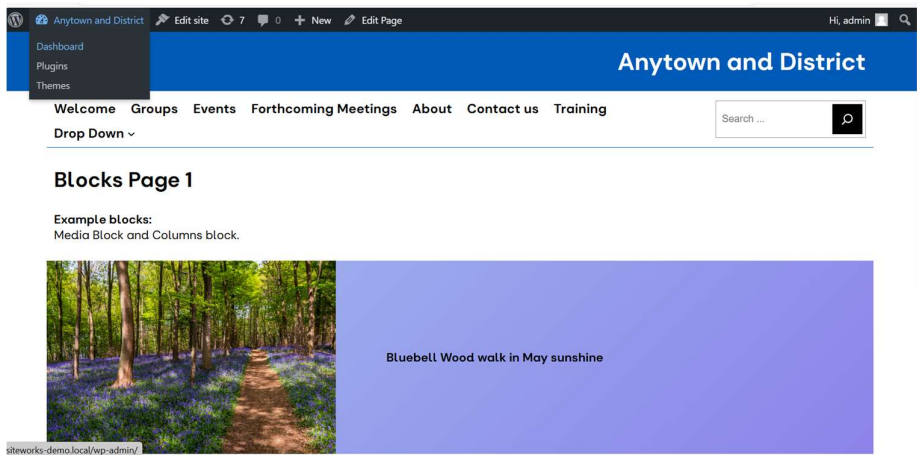 Anytown and District Edit site 7 0 New Edit Page Hi, admin
Dashboard
Plugins
Themes
Anytown and District
Welcome Groups Events Forthcoming Meetings About Contact us Training
Drop Down
Search ...
Blocks Page 1
Example blocks:
Media Block and Columns block.
Bluebell Wood walk in May sunshine
siteworks-demo.local/wp-admin/